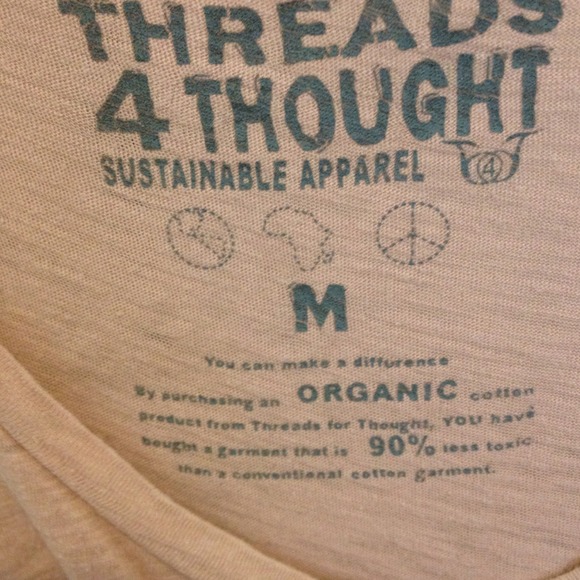 THREADS
4 THOUGHT
SUSTAINABLE APPAREL
4
M
You can make a difference
By purchasing an ORGANIC cotton
product from Threads for Thought, YOU have
bought a garment that is 90% less toxic
than a conventional cotton garment.